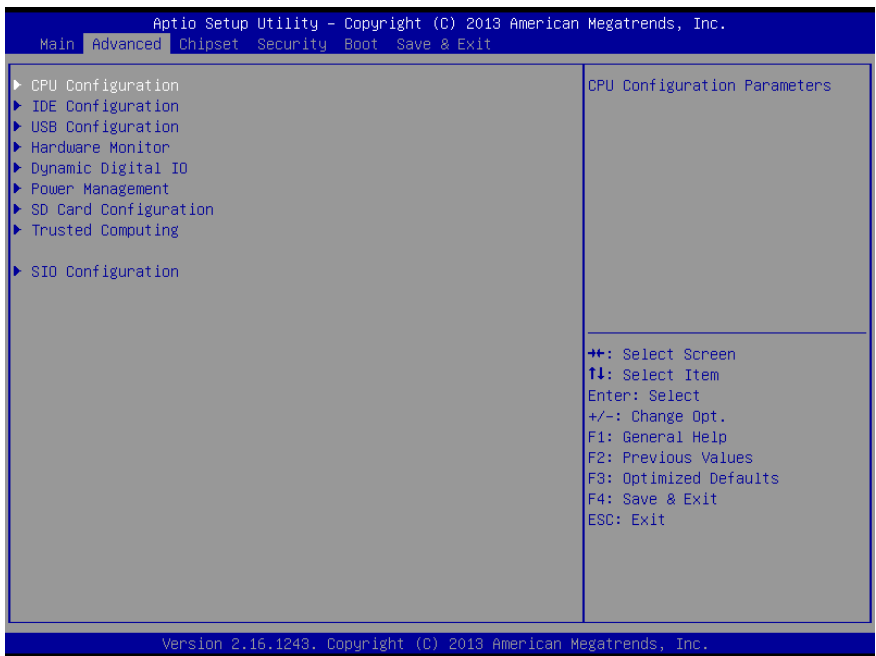 Aptio Setup Utility – Copyright (C) 2013 American Megatrends, Inc.
Main Advanced Chipset Security Boot Save & Exit
▶ CPU Configuration
▶ IDE Configuration
▶ USB Configuration
▶ Hardware Monitor
▶ Dynamic Digital IO
▶ Power Management
▶ SD Card Configuration
▶ Trusted Computing
▶ SIO Configuration
CPU Configuration Parameters
→←: Select Screen
↑↓: Select Item
Enter: Select
+/-: Change Opt.
F1: General Help
F2: Previous Values
F3: Optimized Defaults
F4: Save & Exit
ESC: Exit
Version 2.16.1243. Copyright (C) 2013 American Megatrends, Inc.